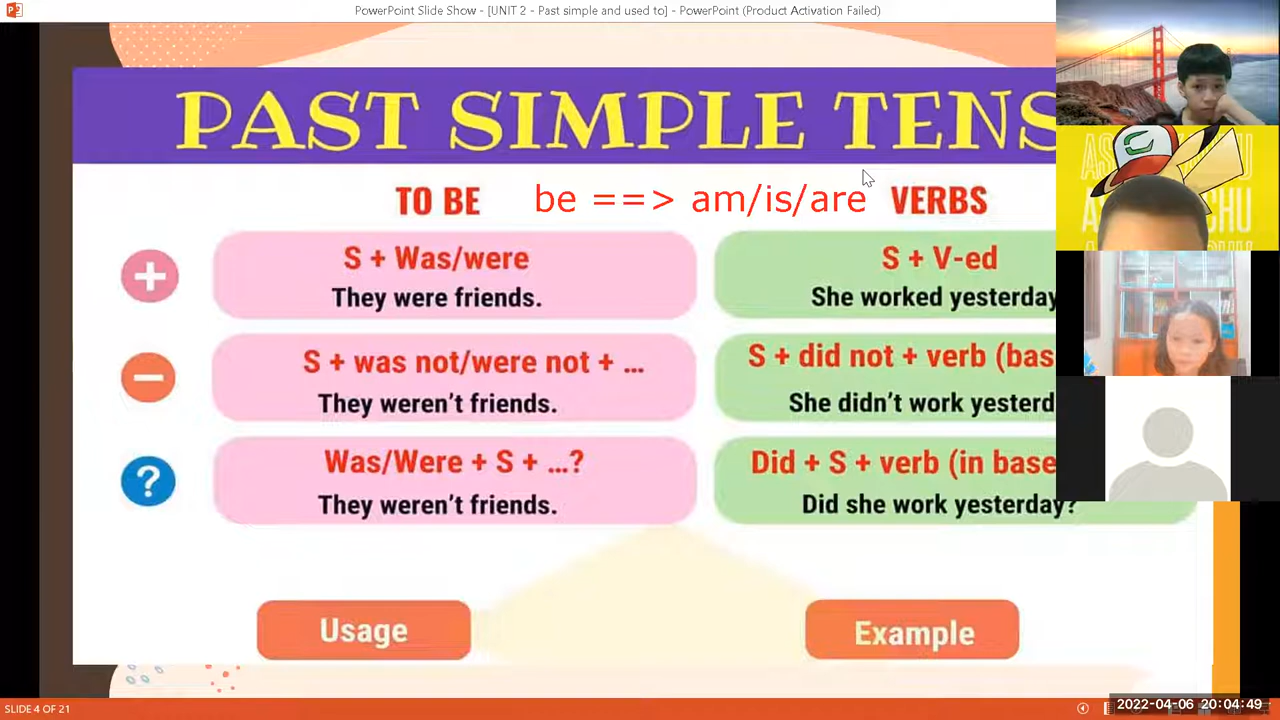 PowerPoint Slide Show - [UNIT 2 - Past simple and used to] - PowerPoint (Product Activation Failed)
PAST SIMPLE TENS
TO BE
be ==> am/is/are
VERBS
S + Was/were
They were friends.
S + V-ed
She worked yesterday
S + was not/were not + ...
They weren't friends.
S + did not + verb (bas
She didn't work yesterd
Was/Were + S + ...?
They weren't friends.
Did + S + verb (in base
Did she work yesterday?
Usage
Example
SLIDE 4 OF 21
2022-04-06 20:04:49